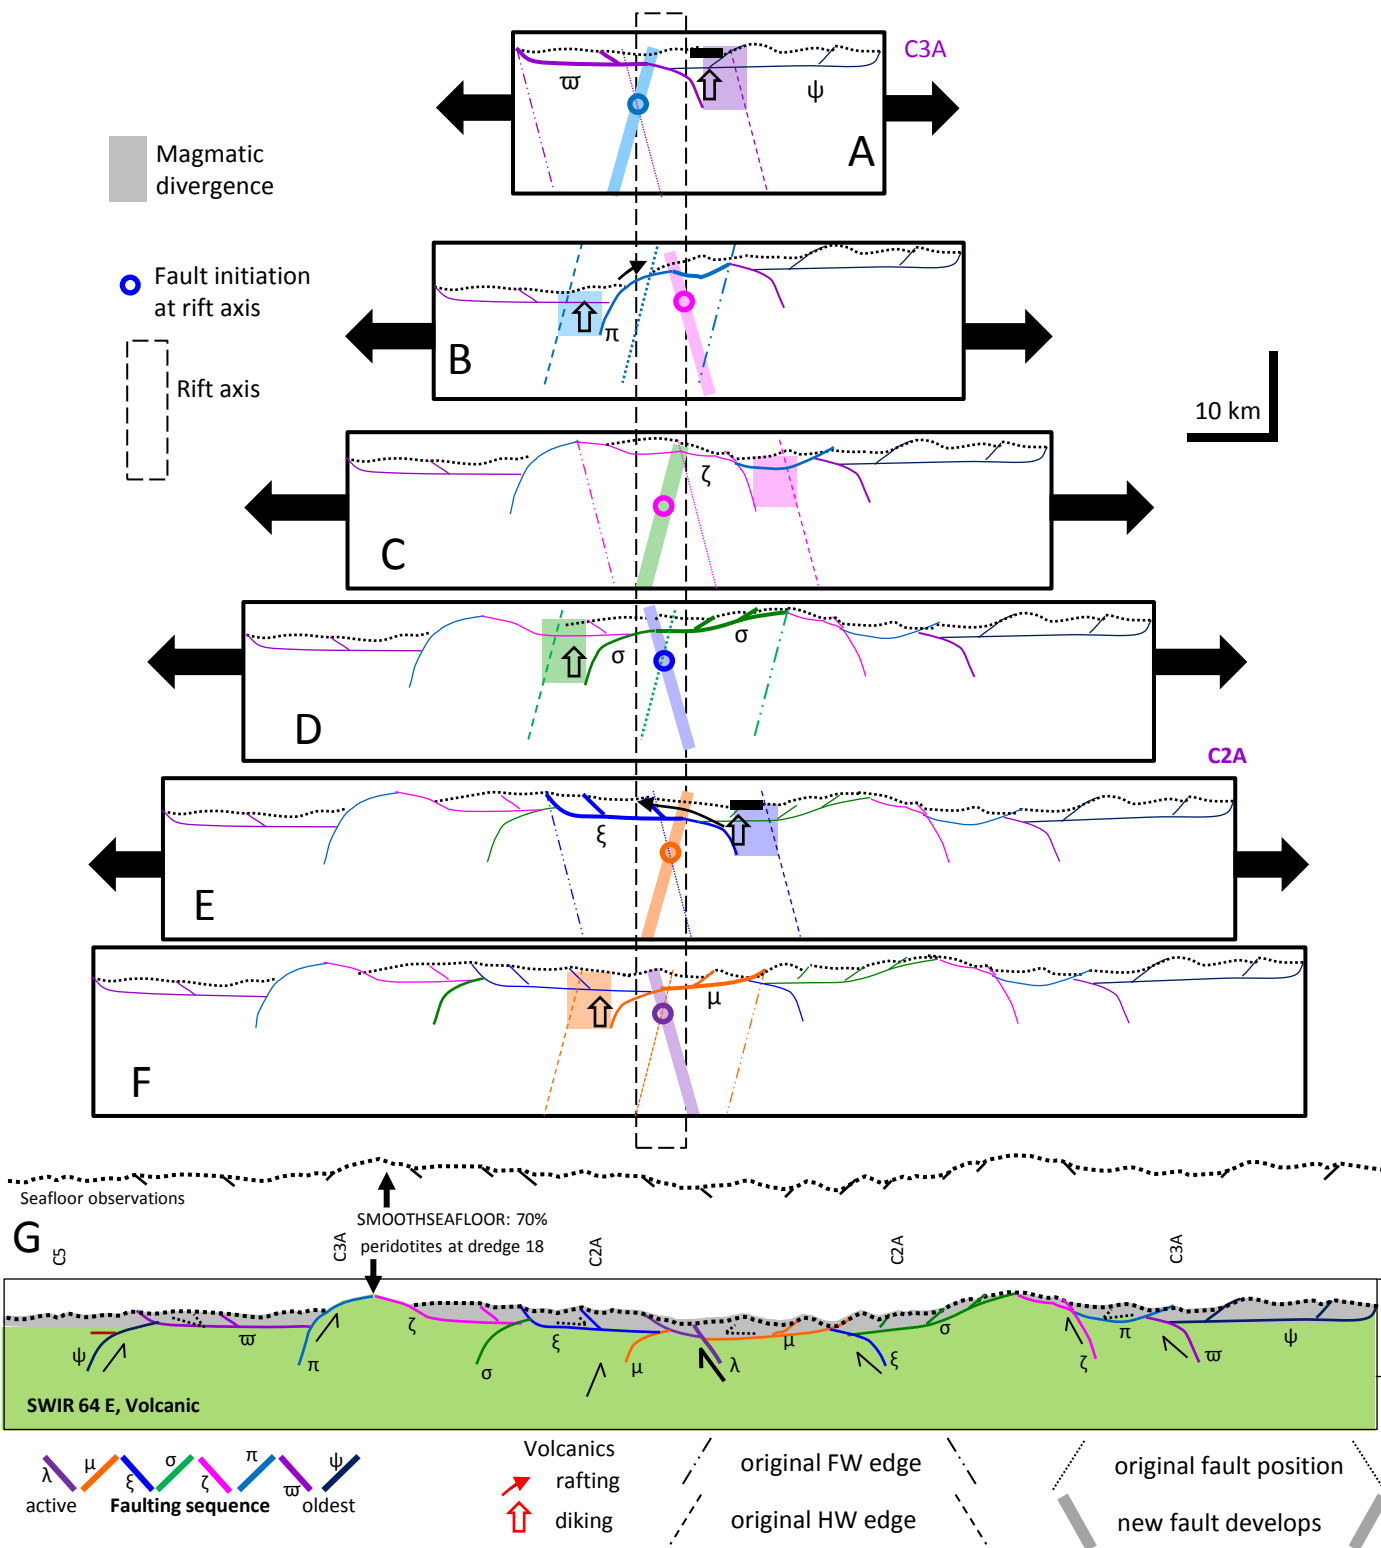 C3A
ϖ
ψ
A
Magmatic
divergence
Fault initiation
at rift axis
Rift axis
π
B
10 km
ζ
C
σ
σ
D
C2A
ξ
E
μ
F
Seafloor observations
G
SMOOTHSEAFLOOR: 70%
peridotites at dredge 18
C5
C3A
C2A
C2A
C3A
ψ
ϖ
π
ζ
σ
ξ
μ
λ
μ
ξ
σ
ζ
π
ϖ
ψ
SWIR 64 E, Volcanic
λ μ ξ σ ζ π ϖ ψ
active Faulting sequence oldest
Volcanics
rafting
diking
original FW edge
original HW edge
original fault position
new fault develops